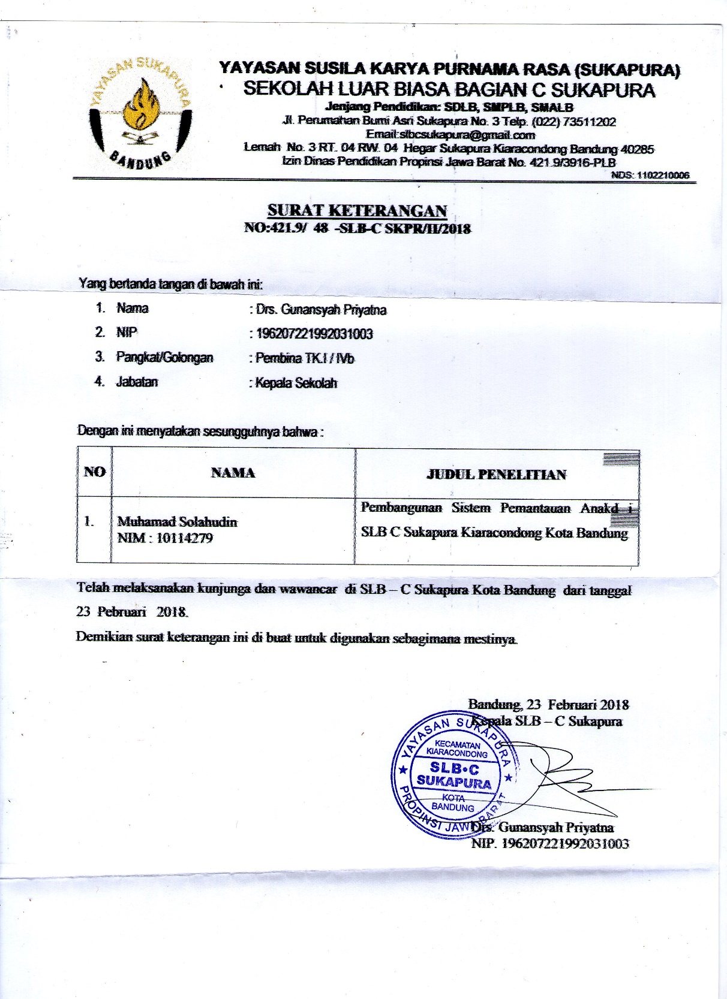 YAYASAN SUKAPURA
BANDUNG
YAYASAN SUSILA KARYA PURNAMA RASA (SUKAPURA)
SEKOLAH LUAR BIASA BAGIAN C SUKAPURA
Jenjang Pendidikan: SDLB, SMPLB, SMALB
Jl. Perumahan Bumi Asri Sukapura No. 3 Telp. (022) 73511202
Email:slbcsukapura@gmail.com
Lemah No. 3 RT. 04 RW. 04 Hegar Sukapura Kiaracondong Bandung 40285
Izin Dinas Pendidikan Propinsi Jawa Barat No. 421.9/3916-PLB
NDS: 1102210006
SURAT KETERANGAN
NO:421.9/ 48 -SLB-C SKPR/II/2018
Yang bertanda tangan di bawah ini:
1. Nama : Drs. Gunansyah Priyatna
2. NIP : 196207221992031003
3. Pangkat/Golongan : Pembina TK.I / IVb
4. Jabatan : Kepala Sekolah
Dengan ini menyatakan sesungguhnya bahwa :
NO NAMA JUDUL PENELITIAN
1. Muhamad Solahudin
NIM : 10114279
Pembangunan Sistem Pemantauan Anakd i
SLB C Sukapura Kiaracondong Kota Bandung
Telah melaksanakan kunjunga dan wawancar di SLB – C Sukapura Kota Bandung dari tanggal
23 Pebruari 2018.
Demikian surat keterangan ini di buat untuk digunakan sebagimana mestinya.
Bandung, 23 Februari 2018
Kepala SLB – C Sukapura
YAYASAN SUKAPURA
KECAMATAN
KIARACONDONG
SLB•C
SUKAPURA
KOTA
BANDUNG
PROPINSI JAWA BARAT
Drs. Gunansyah Priyatna
NIP. 196207221992031003